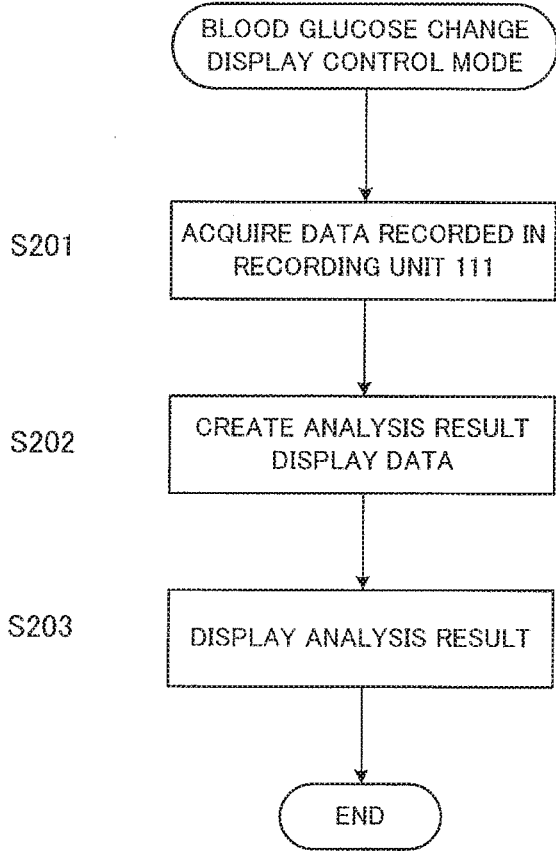 BLOOD GLUCOSE CHANGE
DISPLAY CONTROL MODE
S201
ACQUIRE DATA RECORDED IN
RECORDING UNIT 111
S202
CREATE ANALYSIS RESULT
DISPLAY DATA
S203
DISPLAY ANALYSIS RESULT
END